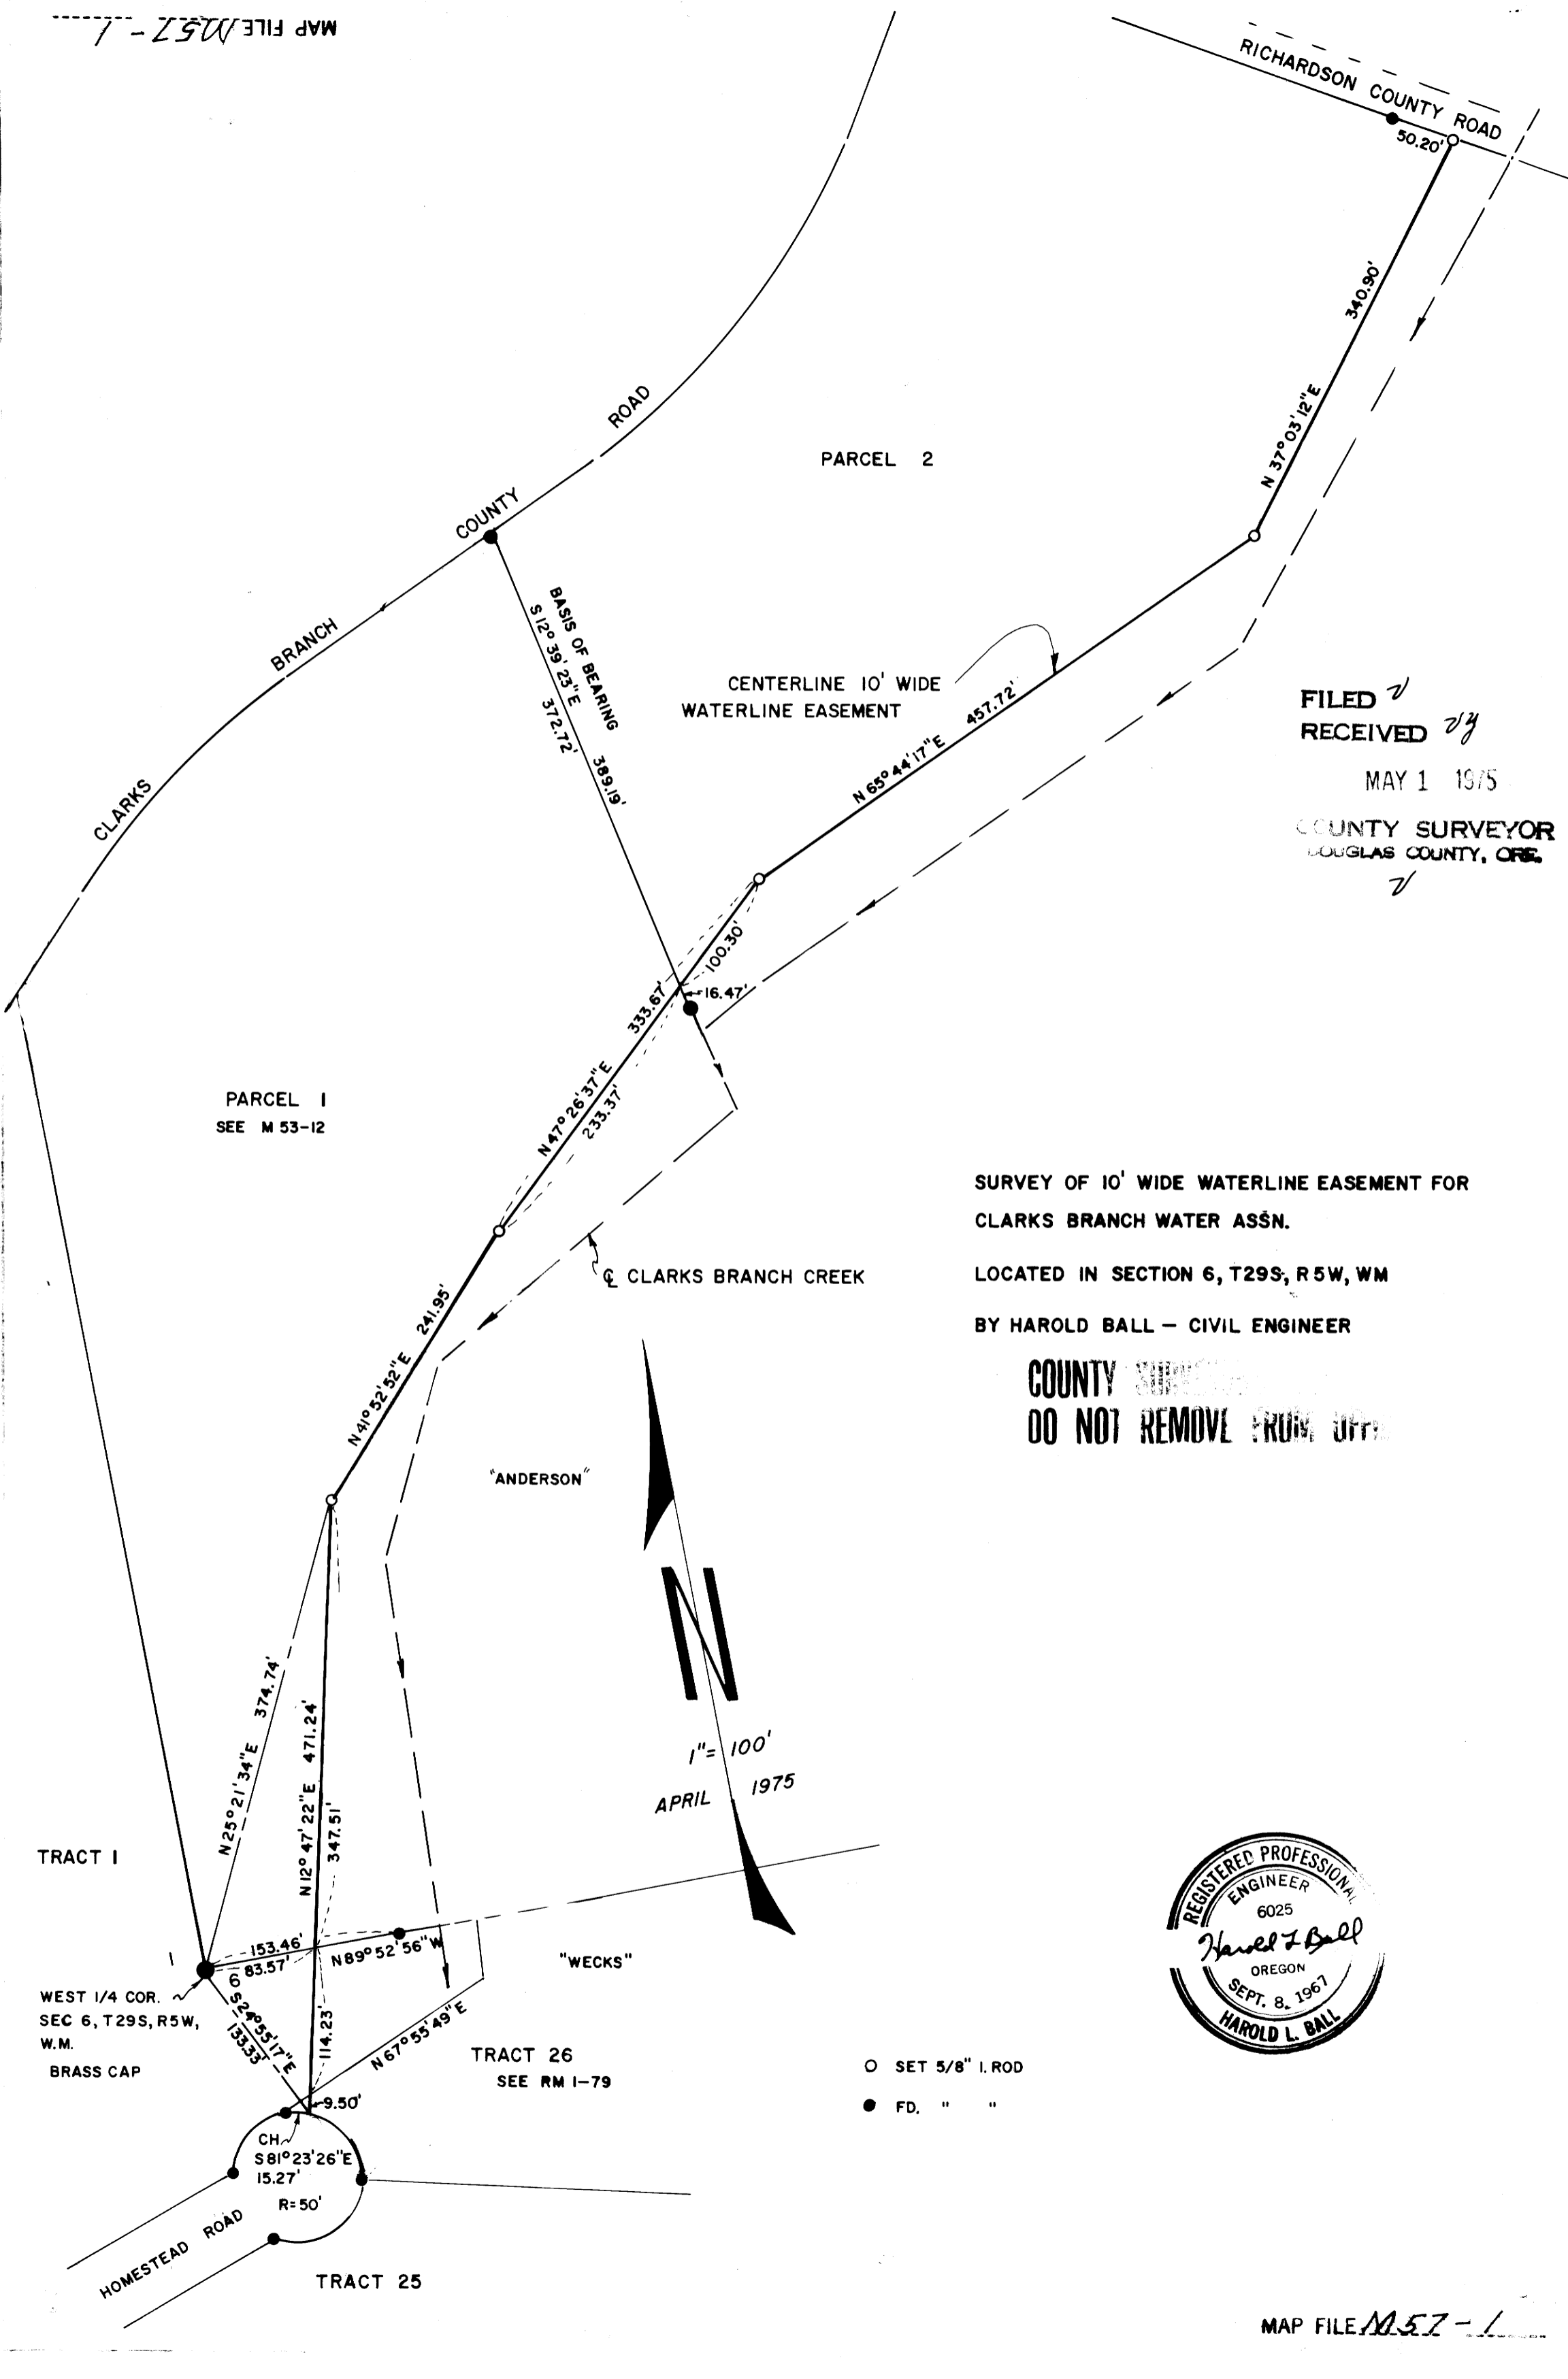 MAP FILE M57-1
RICHARDSON COUNTY ROAD
50.20'
340.90'
N 37° 03' 12" E
CLARKS BRANCH COUNTY ROAD
PARCEL 2
BASIS OF BEARING
S 12° 39' 23" E
372.72'
389.19'
CENTERLINE 10' WIDE
WATERLINE EASEMENT
N 65° 44' 17" E 457.72'
FILED
RECEIVED
MAY 1 1975
COUNTY SURVEYOR
DOUGLAS COUNTY, ORE.
100.30'
16.47'
N 47° 26' 37" E 333.67'
233.37'
PARCEL 1
SEE M 53-12
SURVEY OF 10' WIDE WATERLINE EASEMENT FOR
CLARKS BRANCH WATER ASSN.
LOCATED IN SECTION 6, T29S, R5W, WM
BY HAROLD BALL – CIVIL ENGINEER
COUNTY
DO NOT REMOVE FROM
℄ CLARKS BRANCH CREEK
N 41° 52' 52" E 241.95'
"ANDERSON"
N
1" = 100'
APRIL 1975
N 25° 21' 34" E 374.74'
N 12° 47' 22" E 471.24'
347.51'
TRACT 1
1
6
153.46'
83.57'
N 89° 52' 56" W
"WECKS"
WEST 1/4 COR.
SEC 6, T29S, R5W,
W.M.
BRASS CAP
S 24° 55' 17" E
133.33'
114.23'
N 67° 55' 49" E
TRACT 26
SEE RM 1-79
9.50'
CH
S 81° 23' 26" E
15.27'
R=50'
HOMESTEAD ROAD
TRACT 25
SET 5/8" I. ROD
FD. " "
REGISTERED PROFESSIONAL
ENGINEER
6025
Harold L Ball
OREGON
SEPT. 8, 1967
HAROLD L. BALL
MAP FILE M57-1